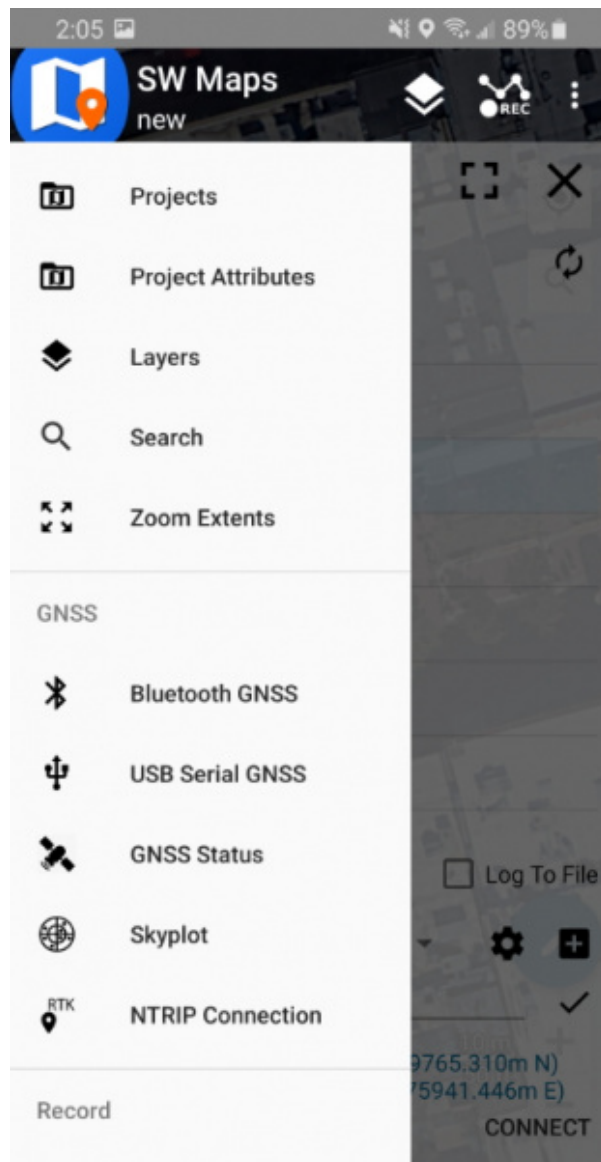 2:05
89%
SW Maps
new
REC
Projects
Project Attributes
Layers
Search
Zoom Extents
GNSS
Bluetooth GNSS
USB Serial GNSS
GNSS Status
Log To File
Skyplot
RTK
NTRIP Connection
9765.310m N)
75941.446m E)
Record
CONNECT